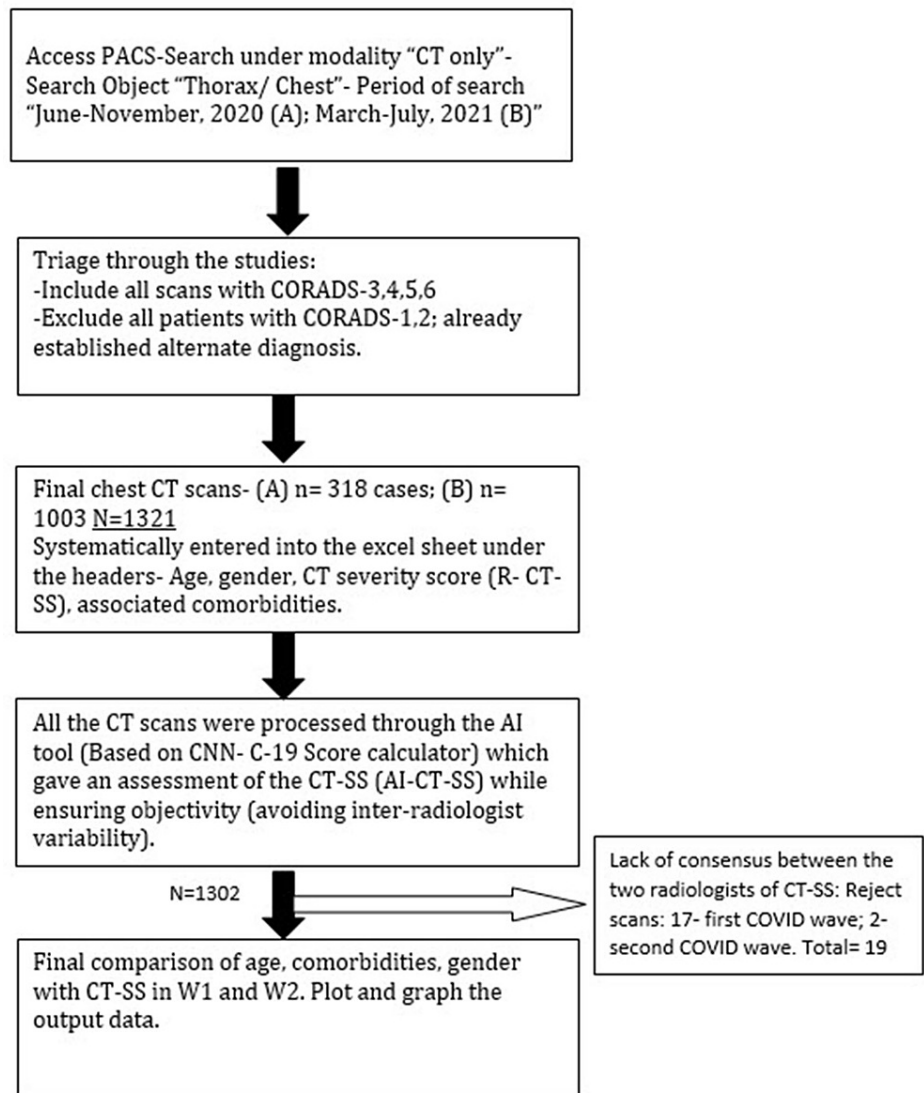 Access PACS-Search under modality “CT only”-
Search Object “Thorax/ Chest”- Period of search
“June-November, 2020 (A); March-July, 2021 (B)”
Triage through the studies:
-Include all scans with CORADS-3,4,5,6
-Exclude all patients with CORADS-1,2; already
established alternate diagnosis.
Final chest CT scans- (A) n= 318 cases; (B) n=
1003 N=1321
Systematically entered into the excel sheet under
the headers- Age, gender, CT severity score (R- CT-
SS), associated comorbidities.
All the CT scans were processed through the AI
tool (Based on CNN- C-19 Score calculator) which
gave an assessment of the CT-SS (AI-CT-SS) while
ensuring objectivity (avoiding inter-radiologist
variability).
N=1302
Lack of consensus between the
two radiologists of CT-SS: Reject
scans: 17- first COVID wave; 2-
second COVID wave. Total= 19
Final comparison of age, comorbidities, gender
with CT-SS in W1 and W2. Plot and graph the
output data.